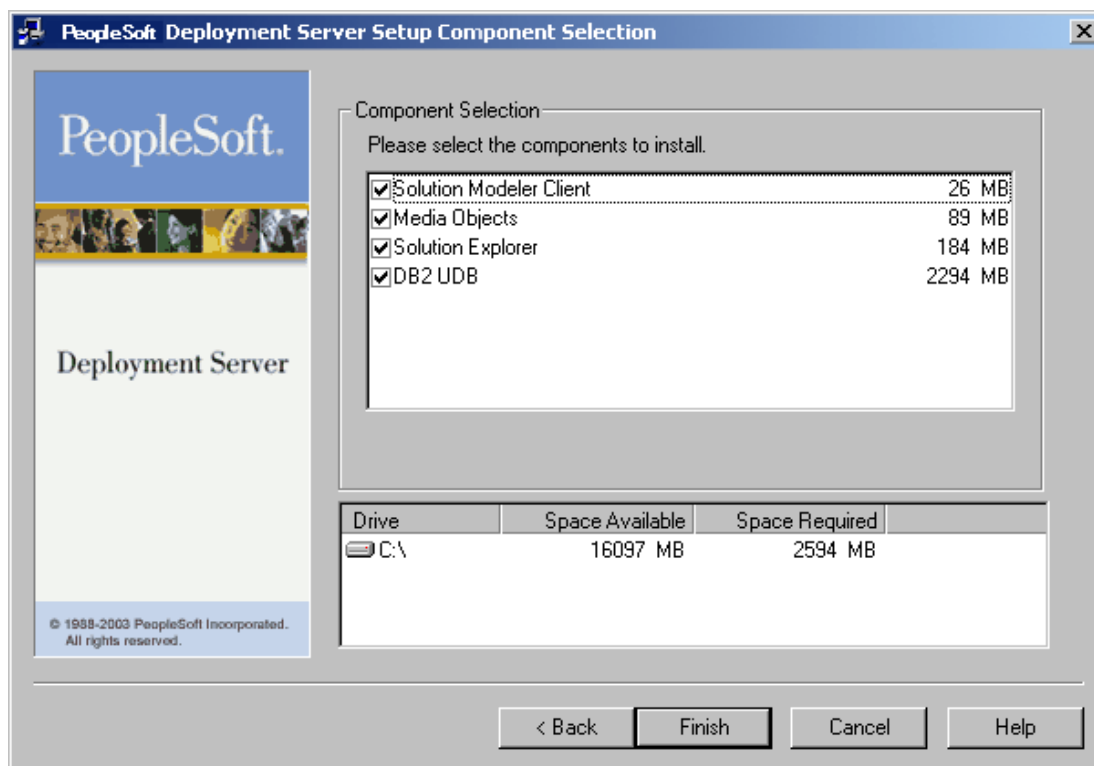 PeopleSoft Deployment Server Setup Component Selection
PeopleSoft.
Deployment Server
© 1988-2003 PeopleSoft Incorporated.
All rights reserved.
Component Selection
Please select the components to install.
Solution Modeler Client 26 MB
Media Objects 89 MB
Solution Explorer 184 MB
DB2 UDB 2294 MB
Drive Space Available Space Required
C:\ 16097 MB 2594 MB
< Back Finish Cancel Help